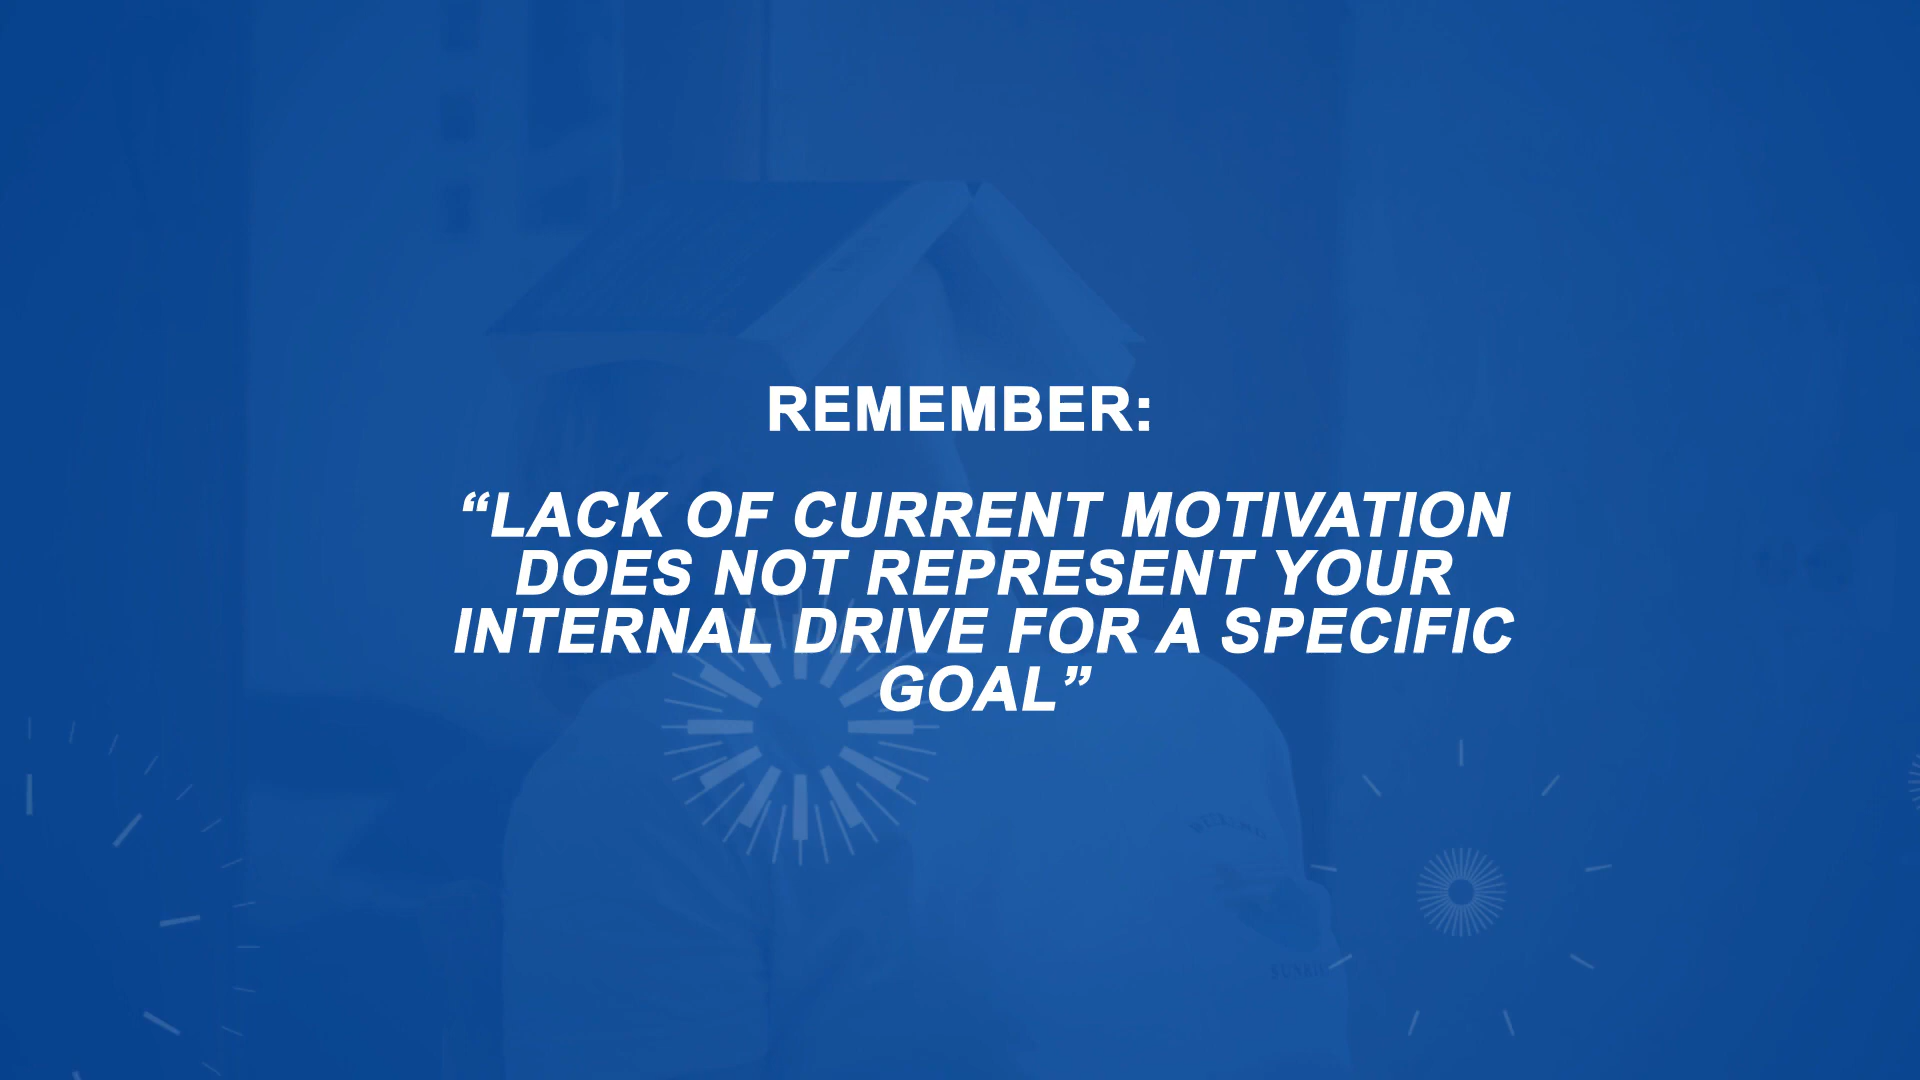 REMEMBER:
“LACK OF CURRENT MOTIVATION
DOES NOT REPRESENT YOUR
INTERNAL DRIVE FOR A SPECIFIC
GOAL”